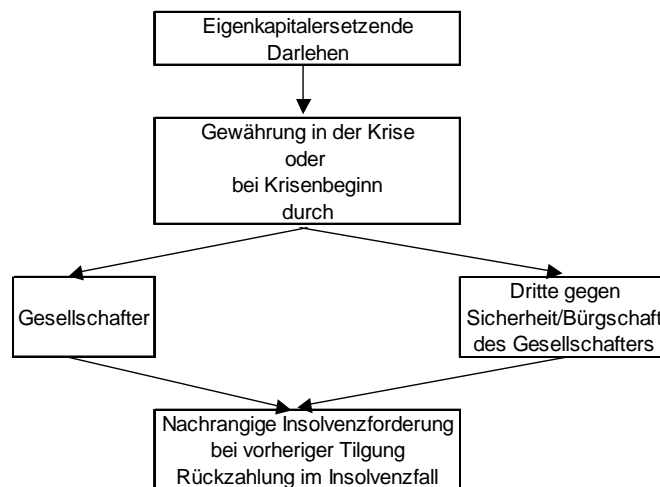 Eigenkapitalersetzende
Darlehen
Gewährung in der Krise
oder
bei Krisenbeginn
durch
Gesellschafter
Dritte gegen
Sicherheit/Bürgschaft
des Gesellschafters
Nachrangige Insolvenzforderung
bei vorheriger Tilgung
Rückzahlung im Insolvenzfall